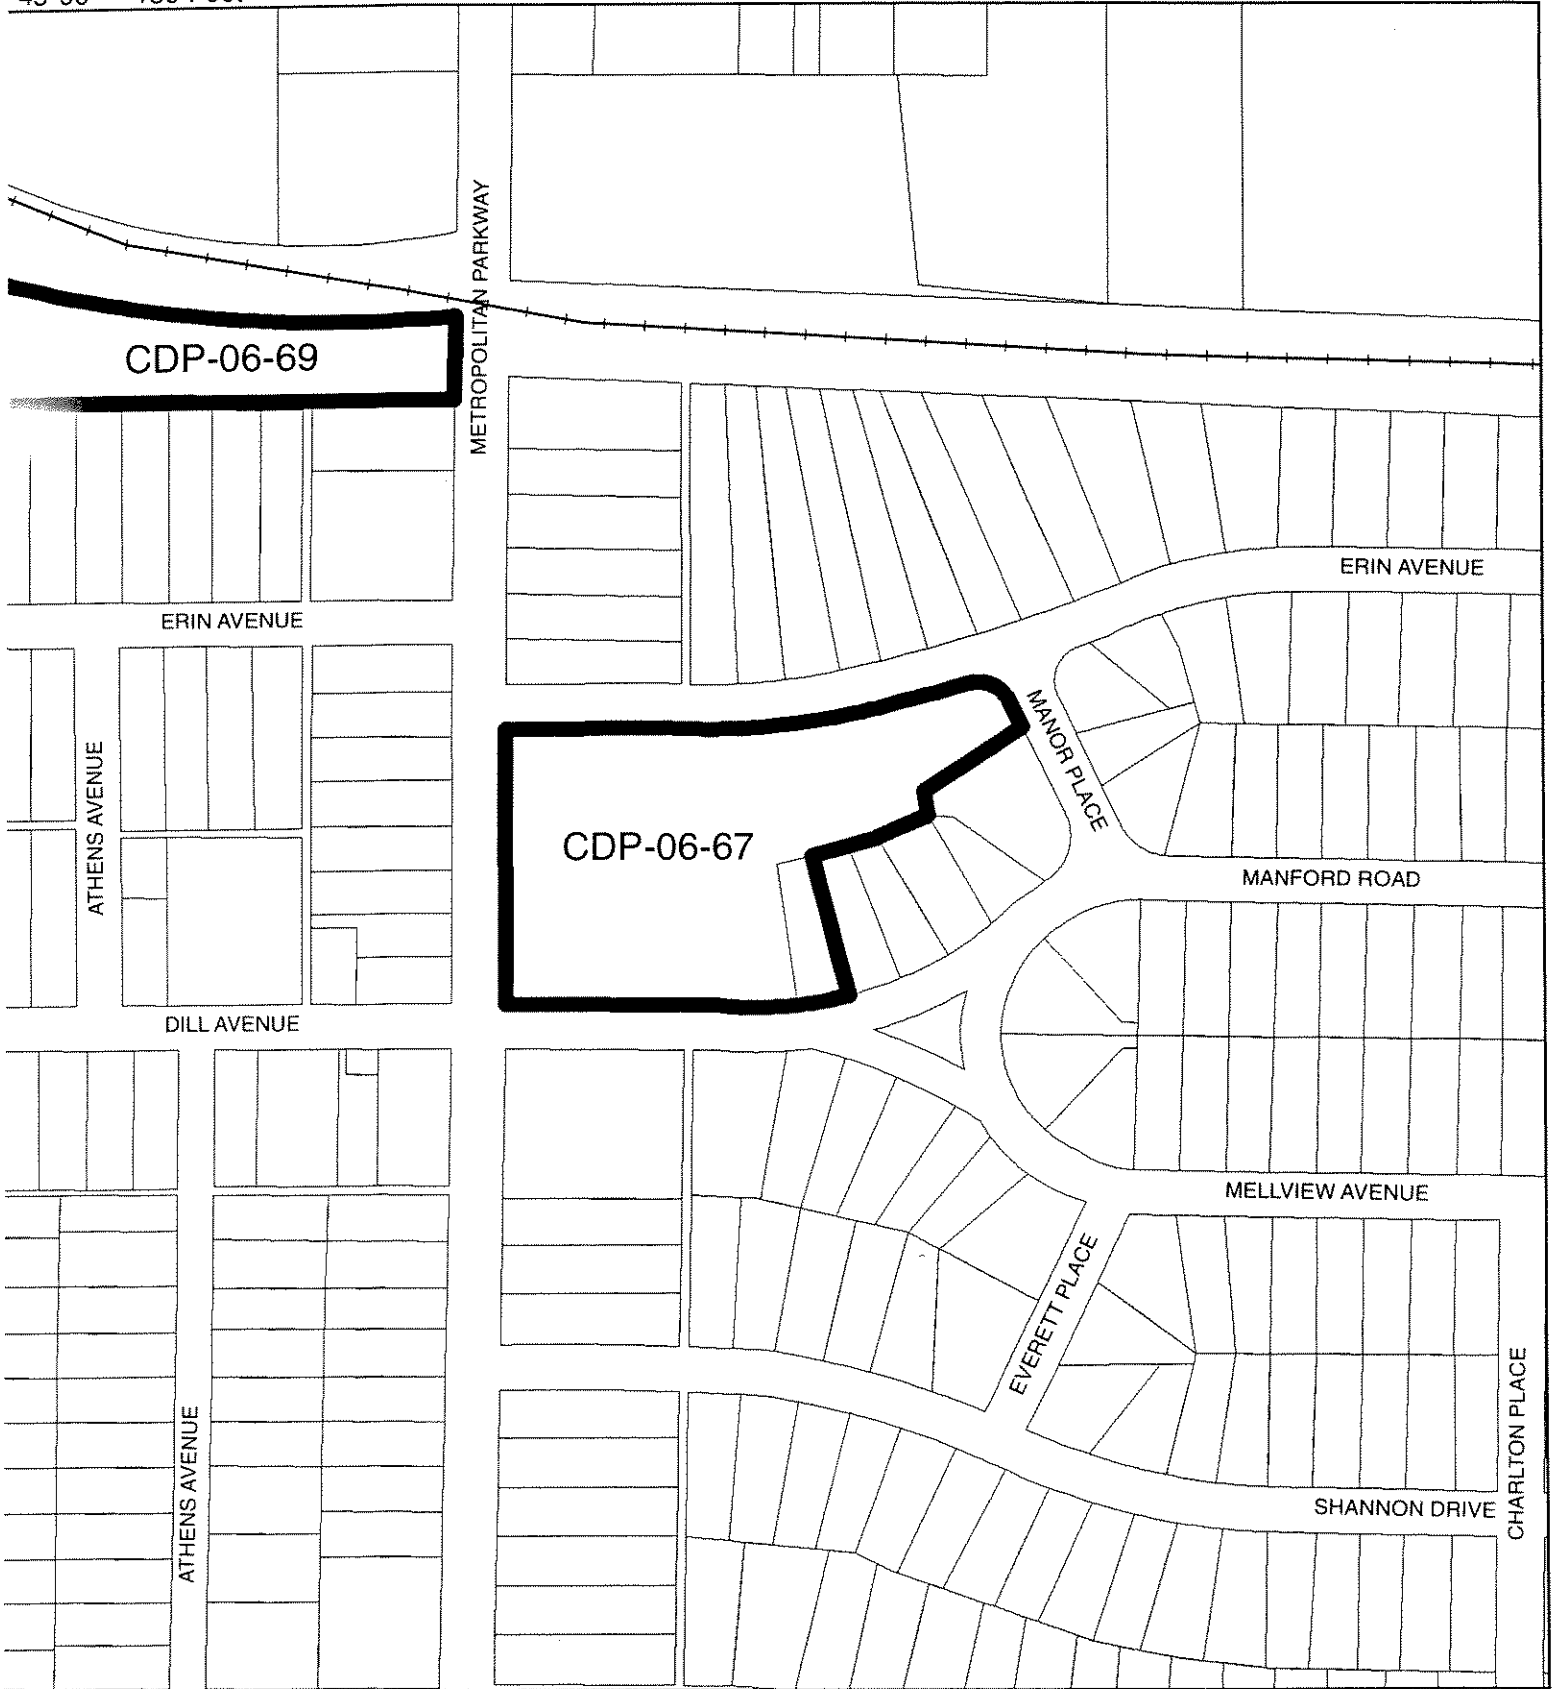 METROPOLITAN PARKWAY
CDP-06-69
ERIN AVENUE
ERIN AVENUE
MANOR PLACE
ATHENS AVENUE
CDP-06-67
MANFORD ROAD
DILL AVENUE
MELLVIEW AVENUE
EVERETT PLACE
ATHENS AVENUE
CHARLTON PLACE
SHANNON DRIVE